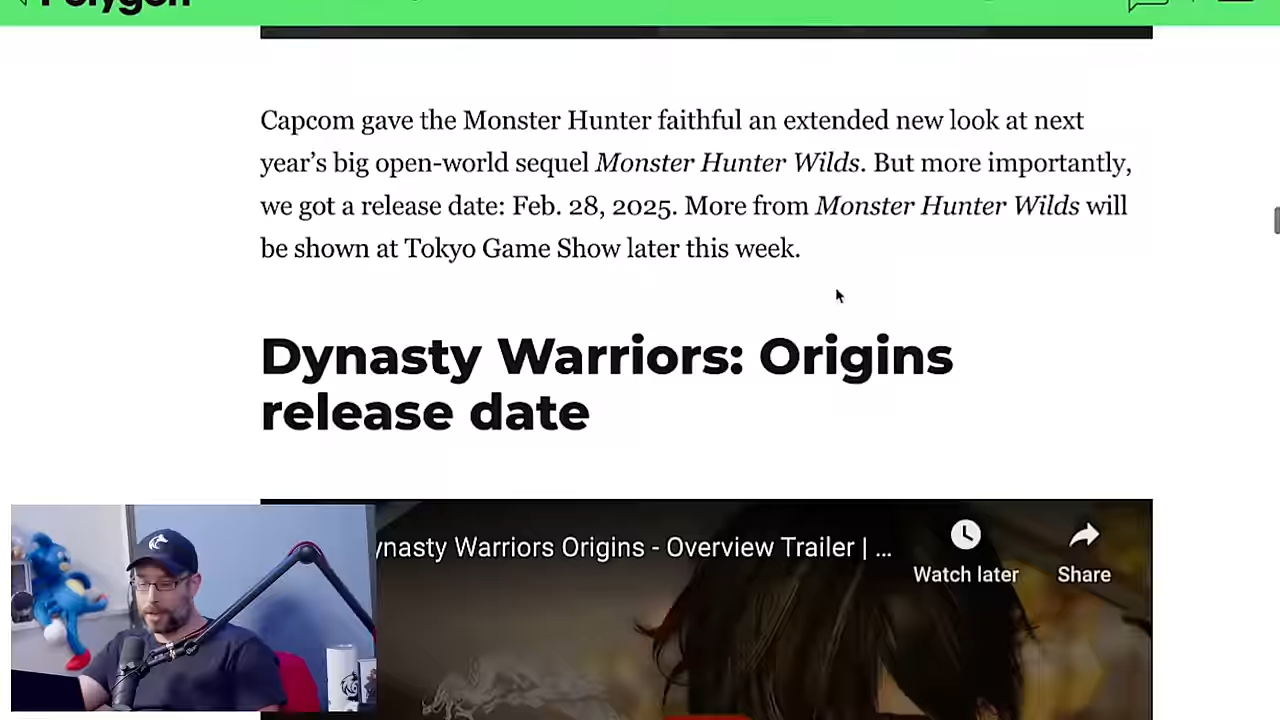 Polygon
Capcom gave the Monster Hunter faithful an extended new look at next
year’s big open-world sequel Monster Hunter Wilds. But more importantly,
we got a release date: Feb. 28, 2025. More from Monster Hunter Wilds will
be shown at Tokyo Game Show later this week.
Dynasty Warriors: Origins
release date
ynasty Warriors Origins - Overview Trailer | ...
Watch later
Share